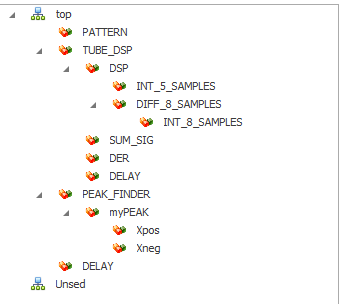 top
PATTERN
TUBE_DSP
DSP
INT_5_SAMPLES
DIFF_8_SAMPLES
INT_8_SAMPLES
SUM_SIG
DER
DELAY
PEAK_FINDER
myPEAK
Xpos
Xneg
DELAY
Unsed